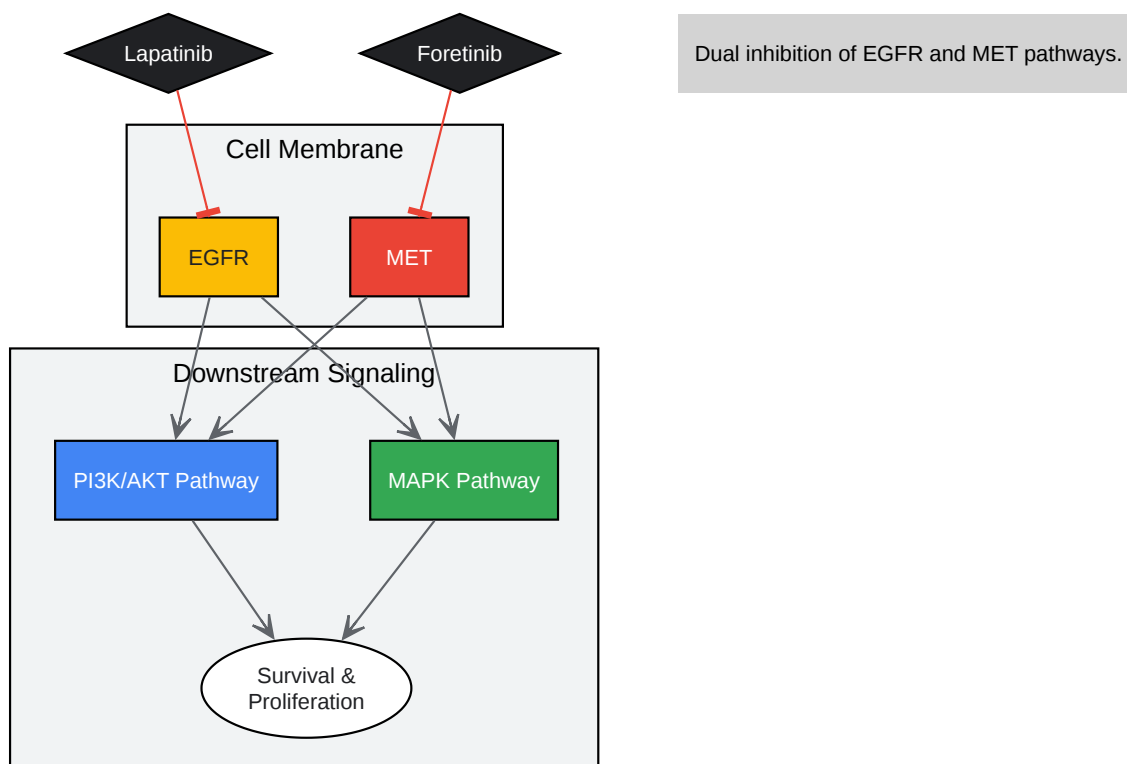 Lapatinib
Foretinib
Dual inhibition of EGFR and MET pathways.
Cell Membrane
EGFR
MET
Downstream Signaling
PI3K/AKT Pathway
MAPK Pathway
Survival &
Proliferation